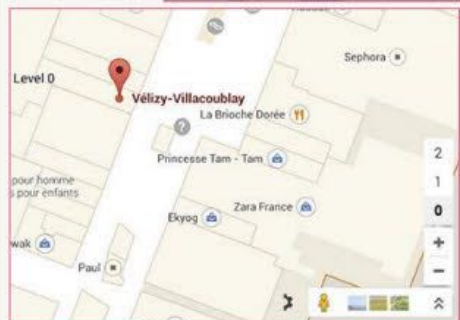 Sephora
Level 0
Vélizy-Villacoublay
La Brioche Dorée
?
2
Princesse Tam - Tam
1
pour homme
pour enfants
0
Zara France
Ekyog
+
wak
Paul
-